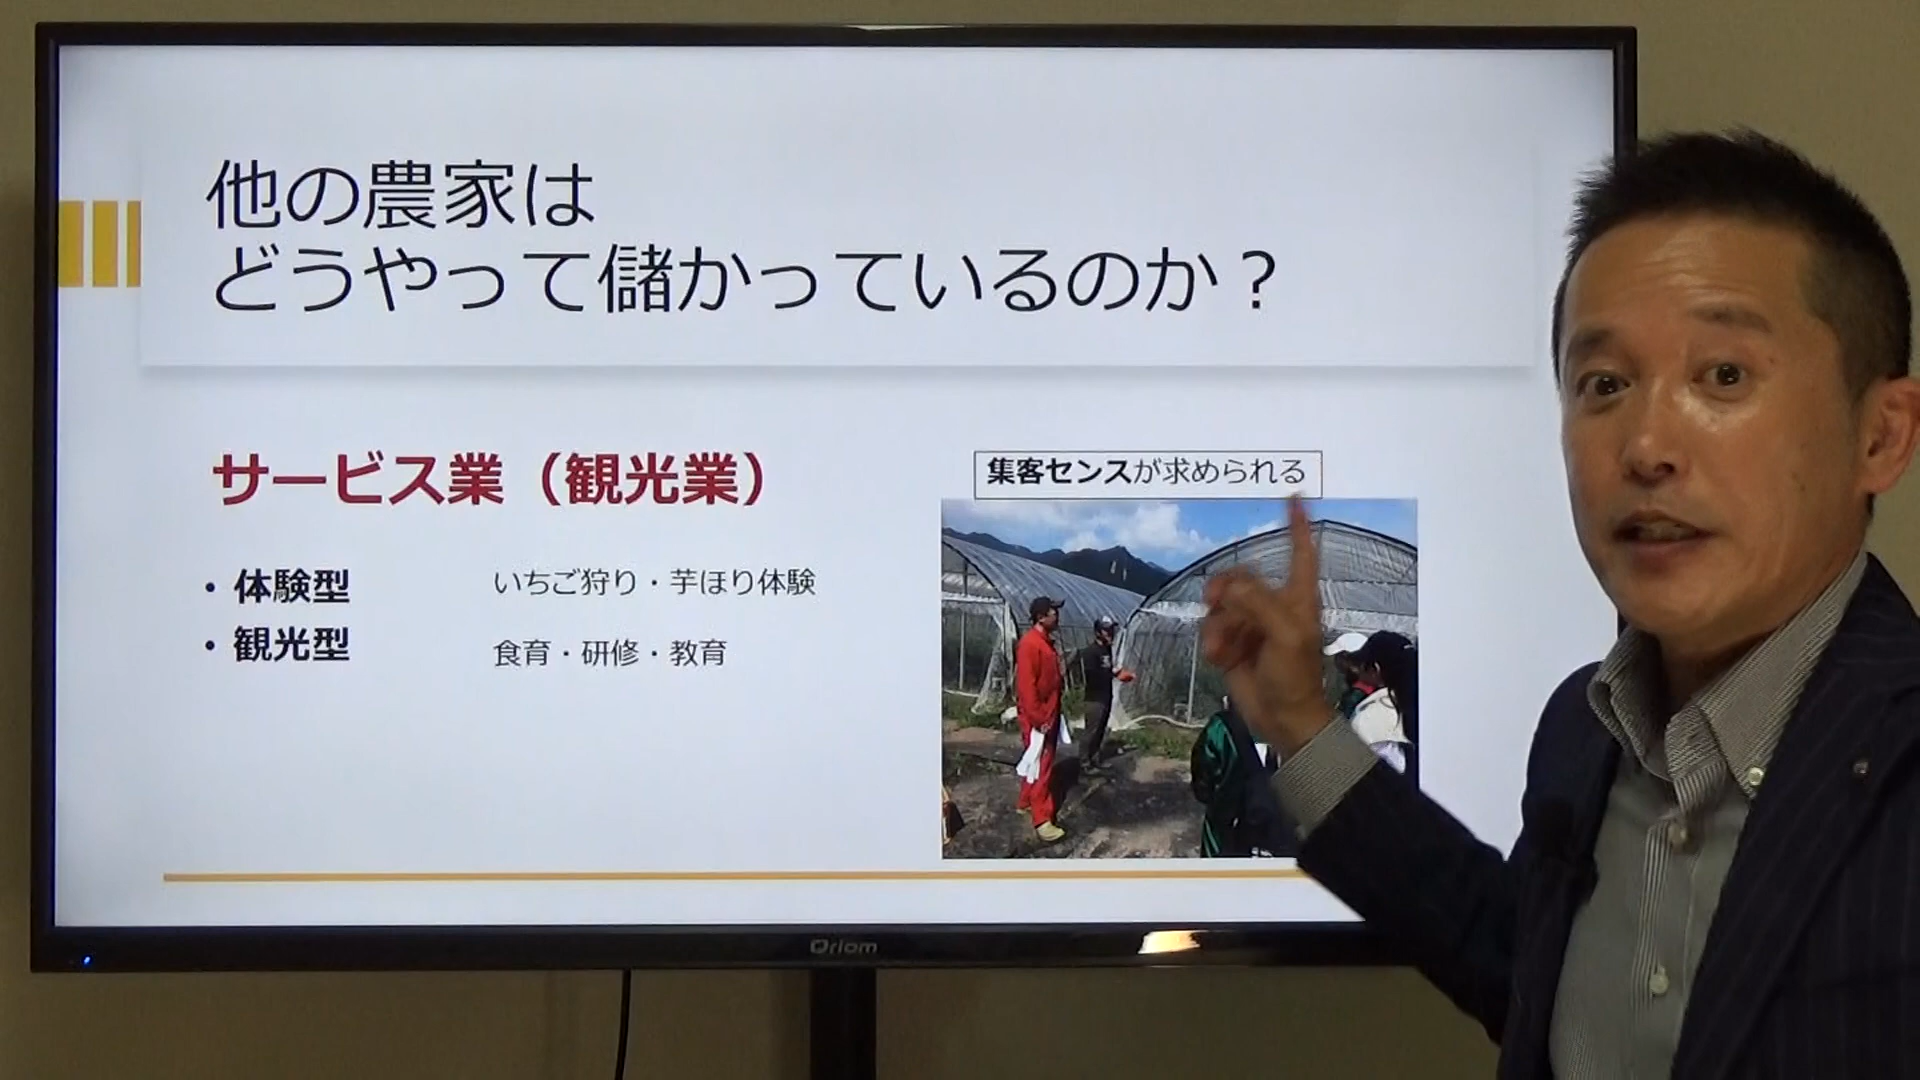 他の農家は
どうやって儲かっているのか？
サービス業（観光業）
集客センスが求められる
・体験型 いちご狩り・芋ほり体験
・観光型 食育・研修・教育
Qriom